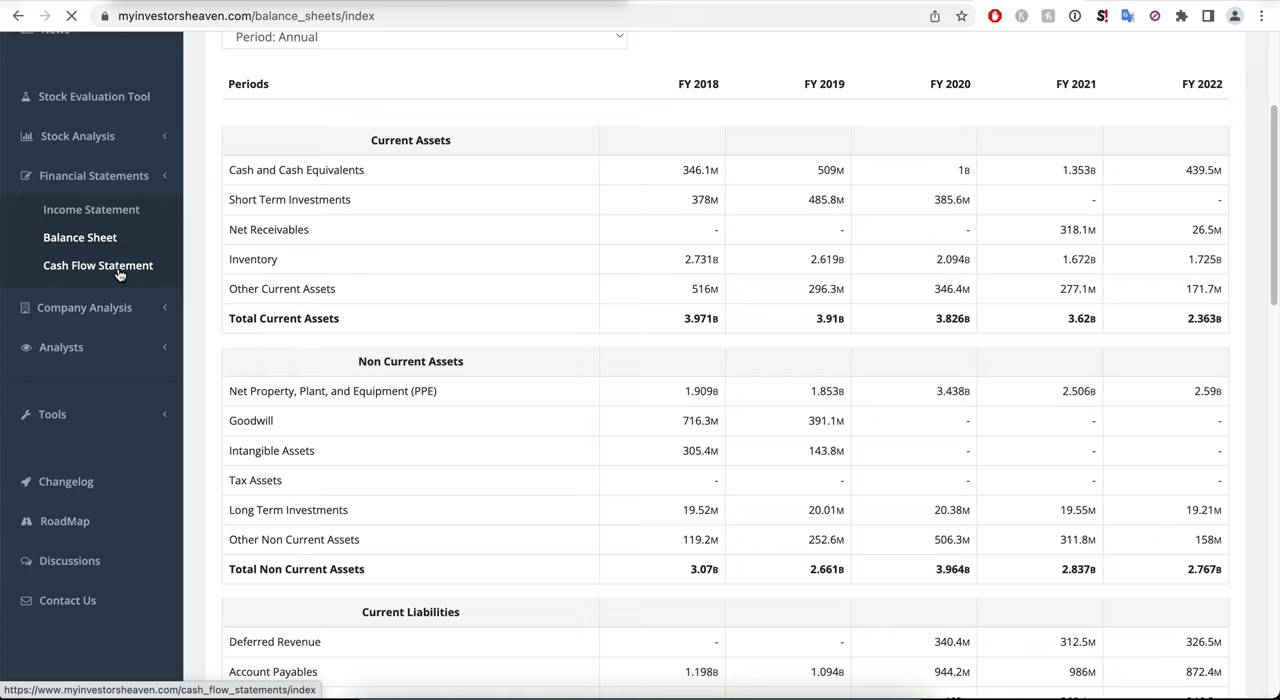 myinvestorsheaven.com/balance_sheets/index
News
Stock Evaluation Tool
Stock Analysis
Financial Statements
Income Statement
Balance Sheet
Cash Flow Statement
Company Analysis
Analysts
Tools
Changelog
RoadMap
Discussions
Contact Us
Period: Annual
Periods FY 2018 FY 2019 FY 2020 FY 2021 FY 2022
Current Assets
Cash and Cash Equivalents 346.1M 509M 1B 1.353B 439.5M
Short Term Investments 378M 485.8M 385.6M - -
Net Receivables - - - 318.1M 26.5M
Inventory 2.731B 2.619B 2.094B 1.672B 1.725B
Other Current Assets 516M 296.3M 346.4M 277.1M 171.7M
Total Current Assets 3.971B 3.91B 3.826B 3.62B 2.363B
Non Current Assets
Net Property, Plant, and Equipment (PPE) 1.909B 1.853B 3.438B 2.506B 2.59B
Goodwill 716.3M 391.1M - - -
Intangible Assets 305.4M 143.8M - - -
Tax Assets - - - - -
Long Term Investments 19.52M 20.01M 20.38M 19.55M 19.21M
Other Non Current Assets 119.2M 252.6M 506.3M 311.8M 158M
Total Non Current Assets 3.07B 2.661B 3.964B 2.837B 2.767B
Current Liabilities
Deferred Revenue - - 340.4M 312.5M 326.5M
Account Payables 1.198B 1.094B 944.2M 986M 872.4M
https://www.myinvestorsheaven.com/cash_flow_statements/index